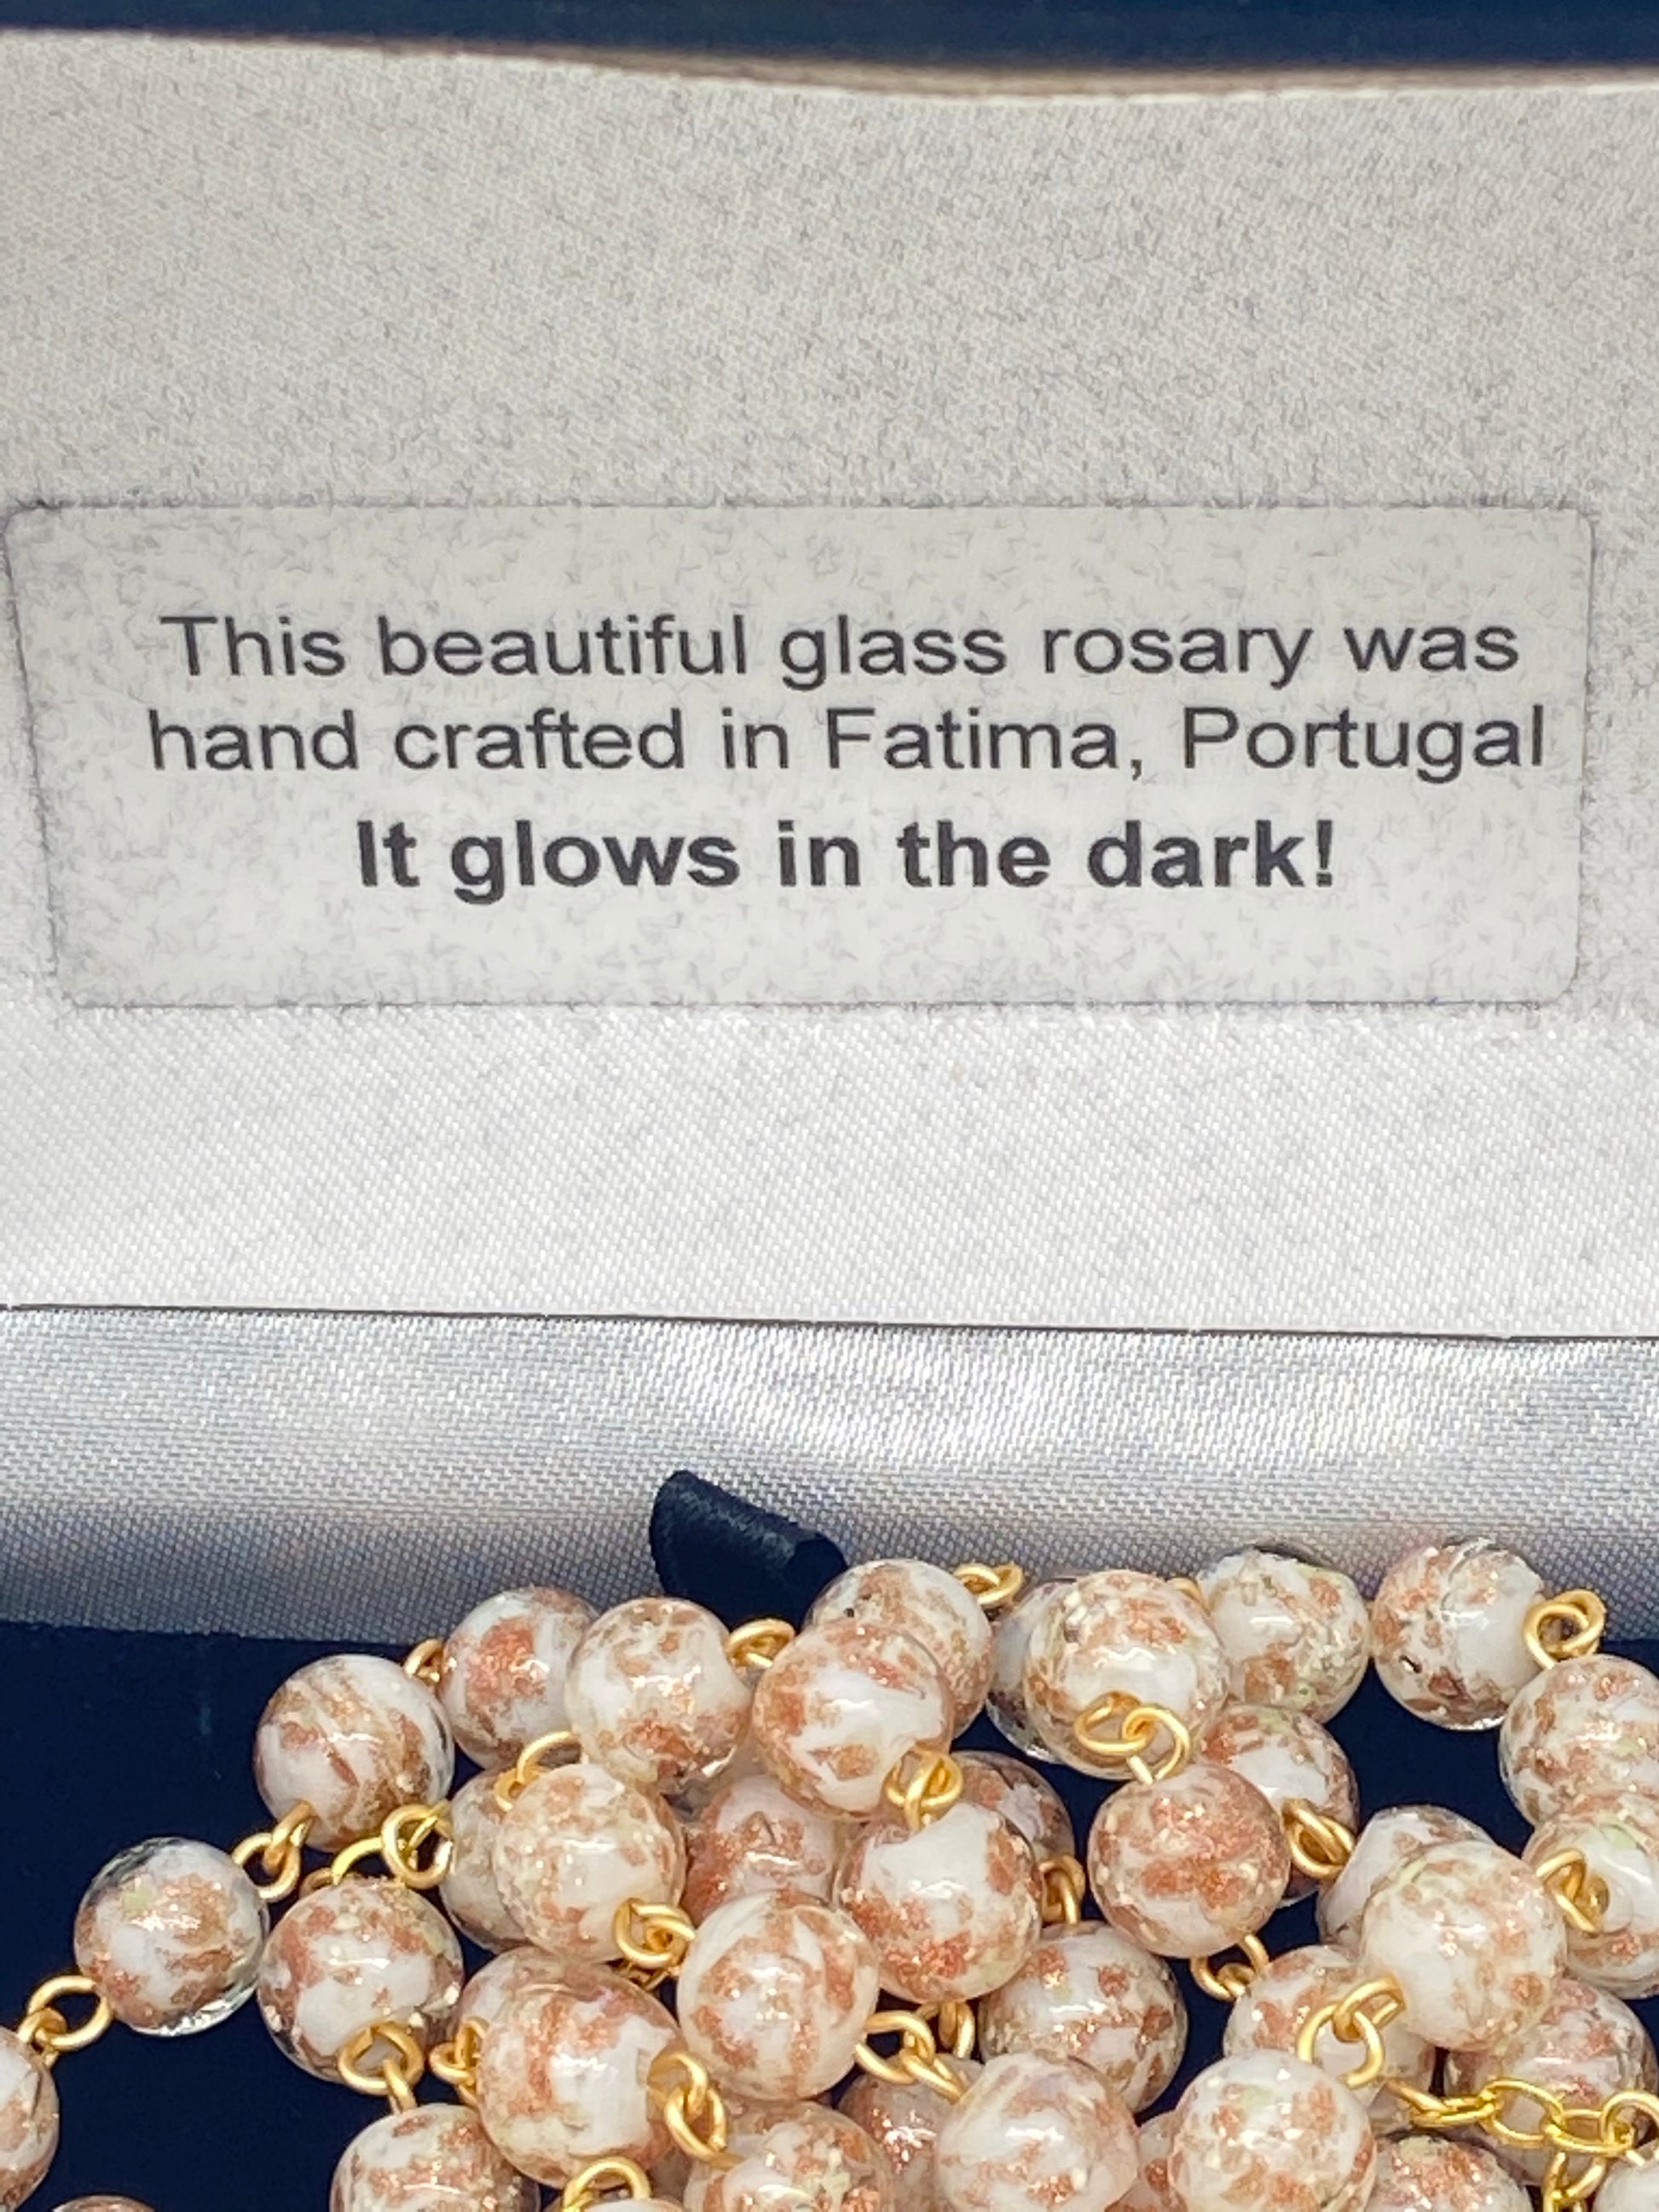 This beautiful glass rosary was
hand crafted in Fatima, Portugal
It glows in the dark!